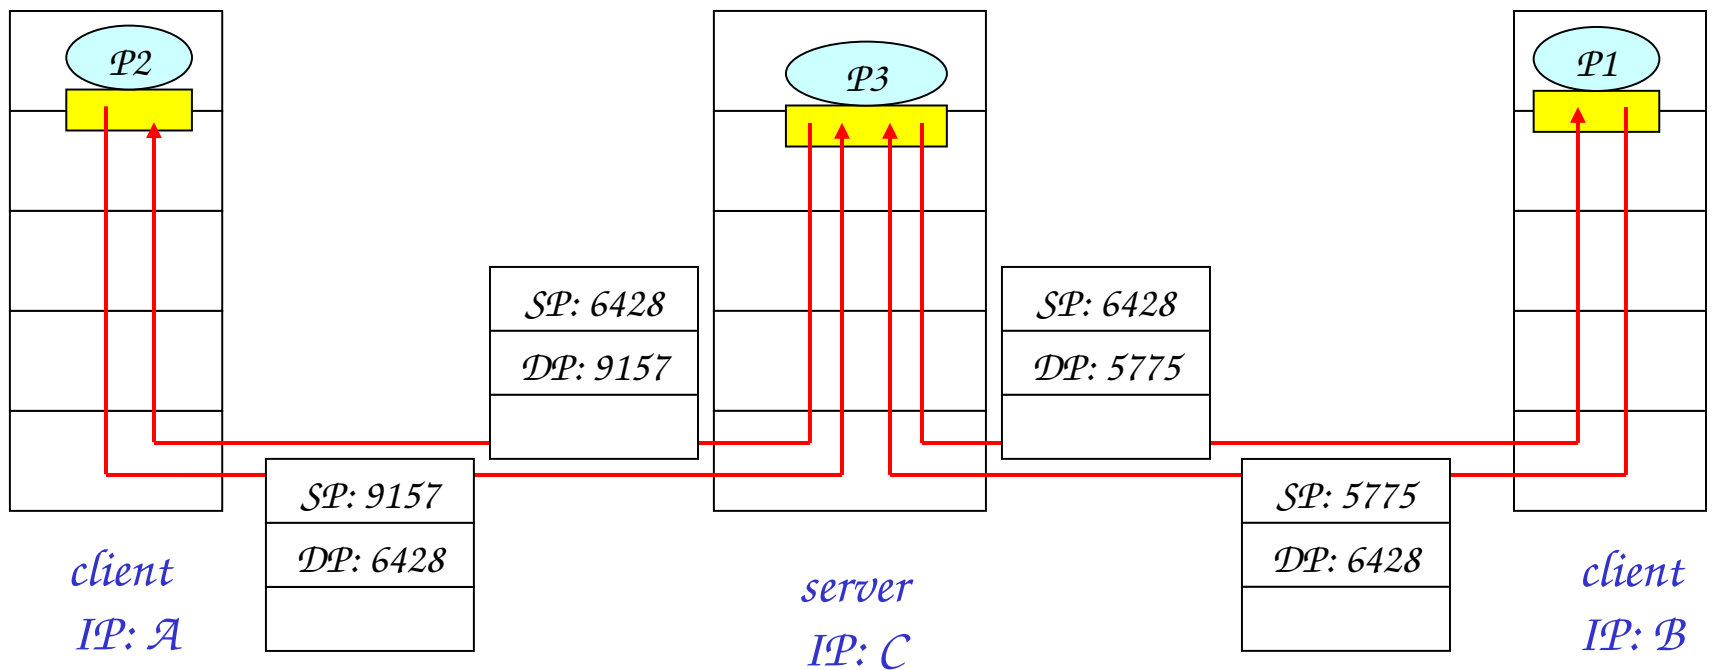 P2
P3
P1
SP: 6428
DP: 9157
SP: 6428
DP: 5775
SP: 9157
DP: 6428
SP: 5775
DP: 6428
client
IP: A
server
IP: C
client
IP: B